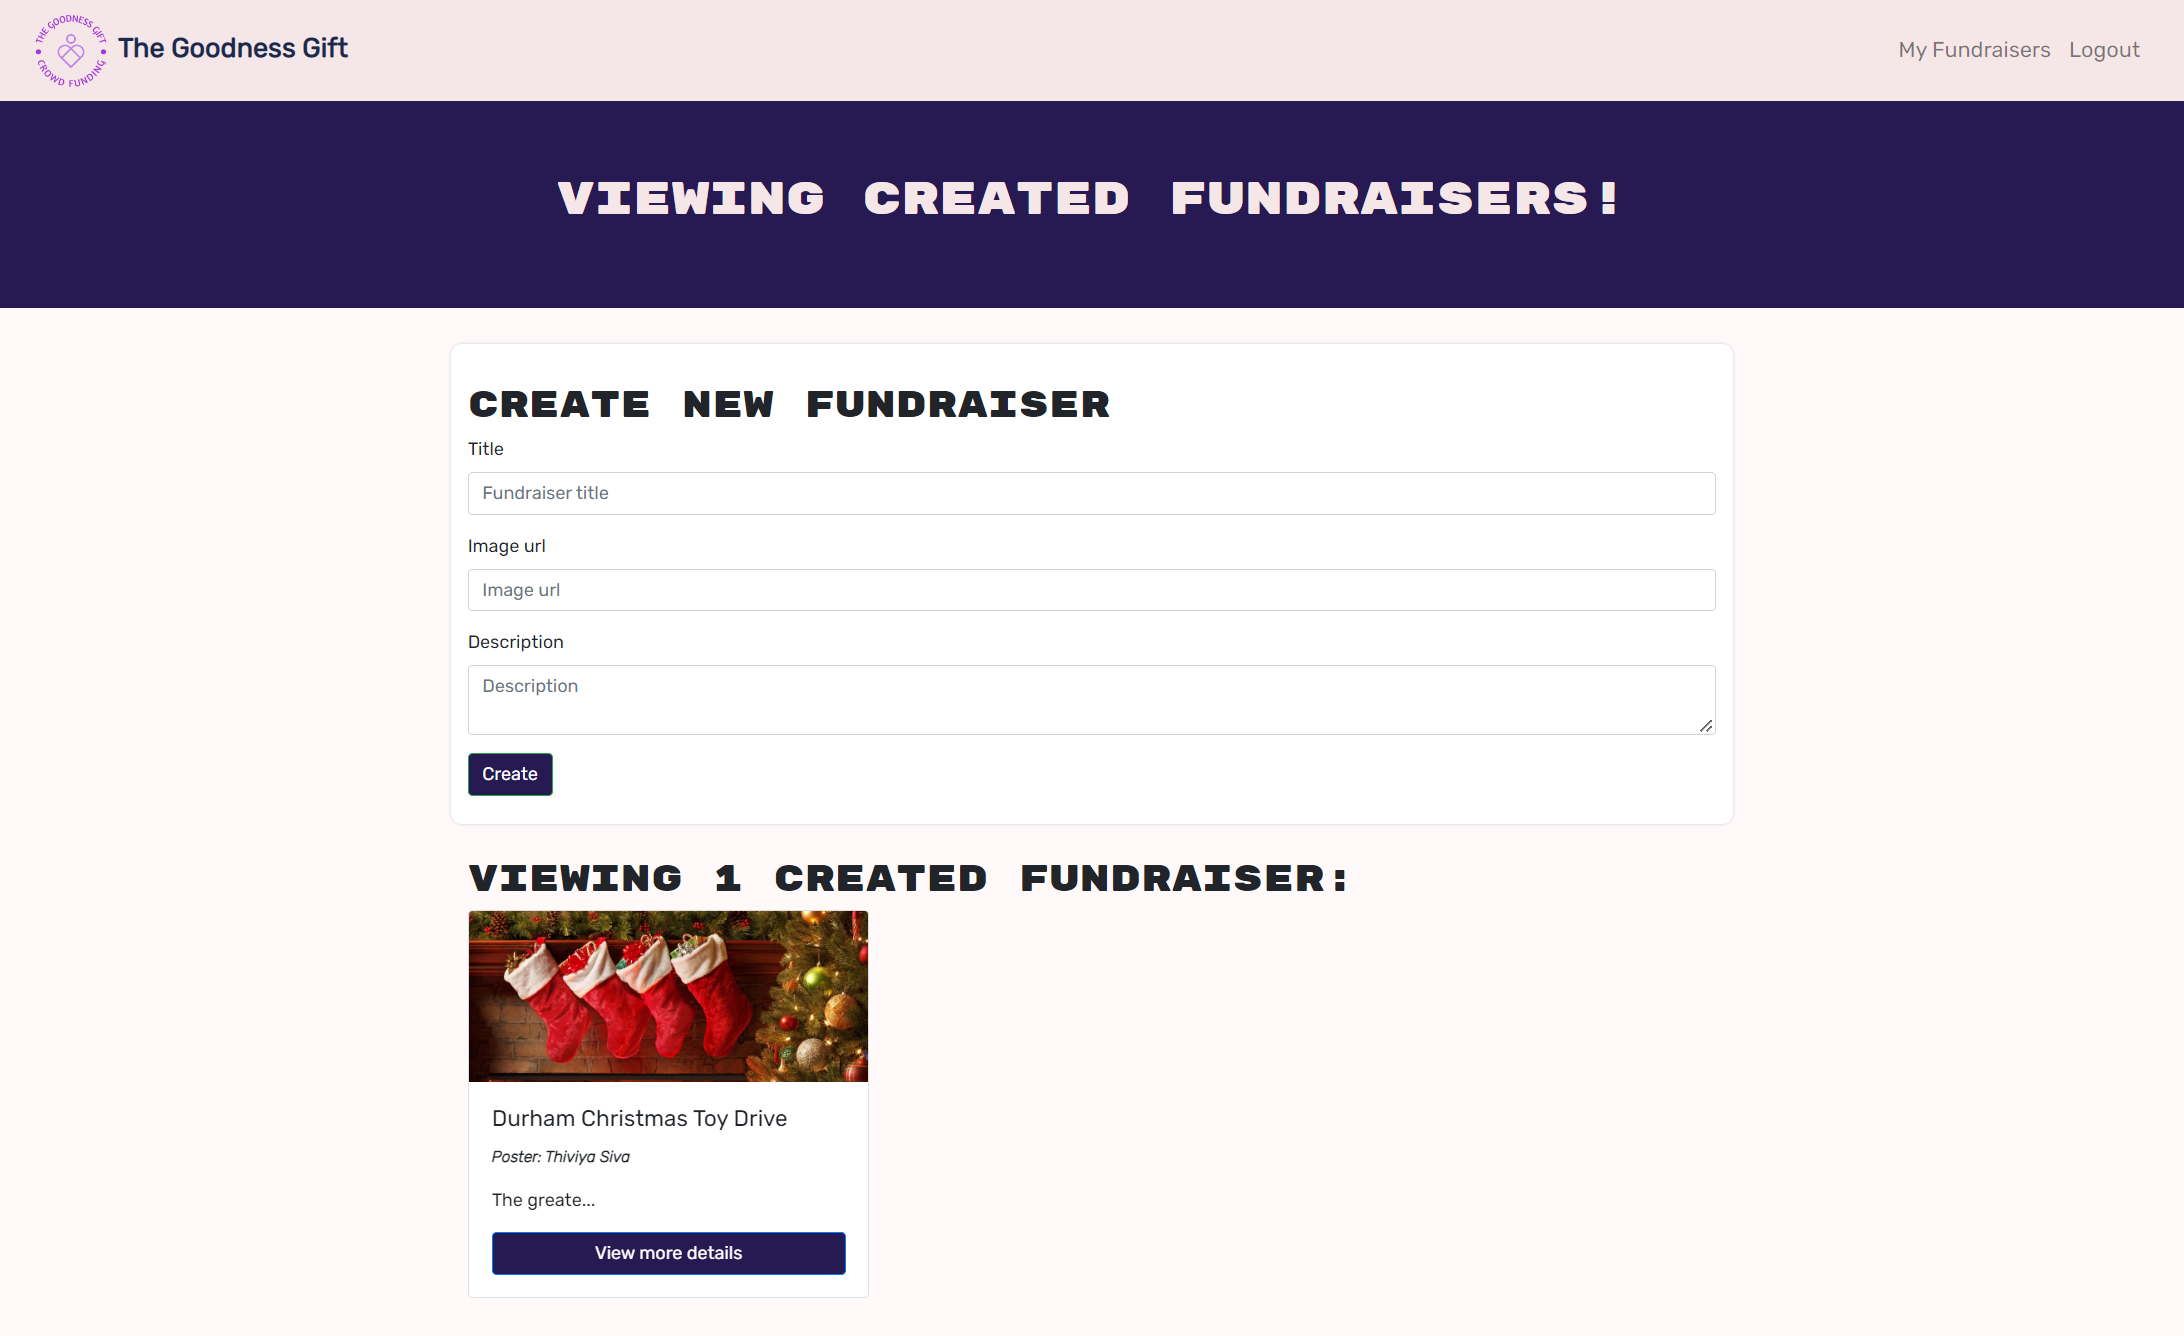 THE GOODNESS GIFT
CROWD FUNDING
The Goodness Gift
My Fundraisers Logout
VIEWING CREATED FUNDRAISERS!
CREATE NEW FUNDRAISER
Title
Fundraiser title
Image url
Image url
Description
Description
Create
VIEWING 1 CREATED FUNDRAISER:
Durham Christmas Toy Drive
Poster: Thiviya Siva
The greate...
View more details